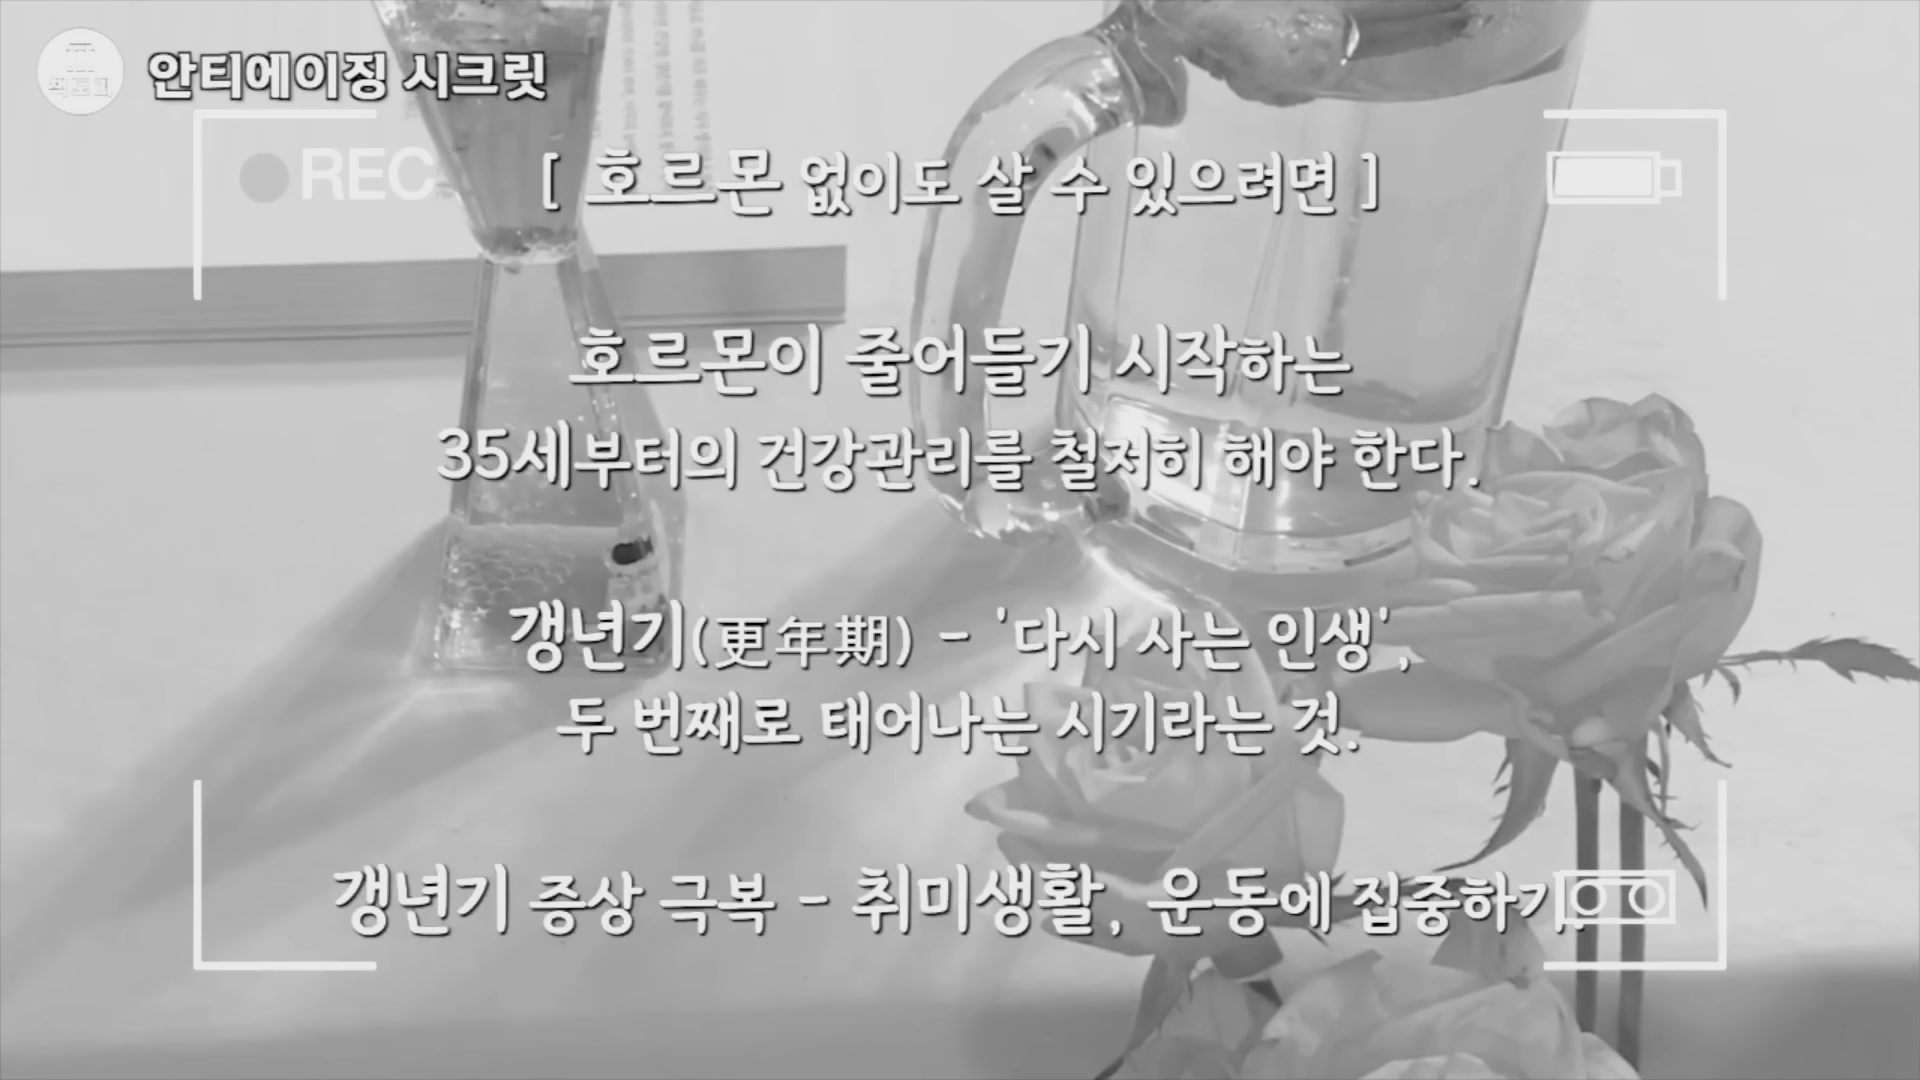 안티에이징 시크릿
REC
[ 호르몬 없이도 살 수 있으려면 ]
호르몬이 줄어들기 시작하는
35세부터의 건강관리를 철저히 해야 한다.
갱년기(更年期) - '다시 사는 인생',
두 번째로 태어나는 시기라는 것.
갱년기 증상 극복 - 취미생활, 운동에 집중하기..